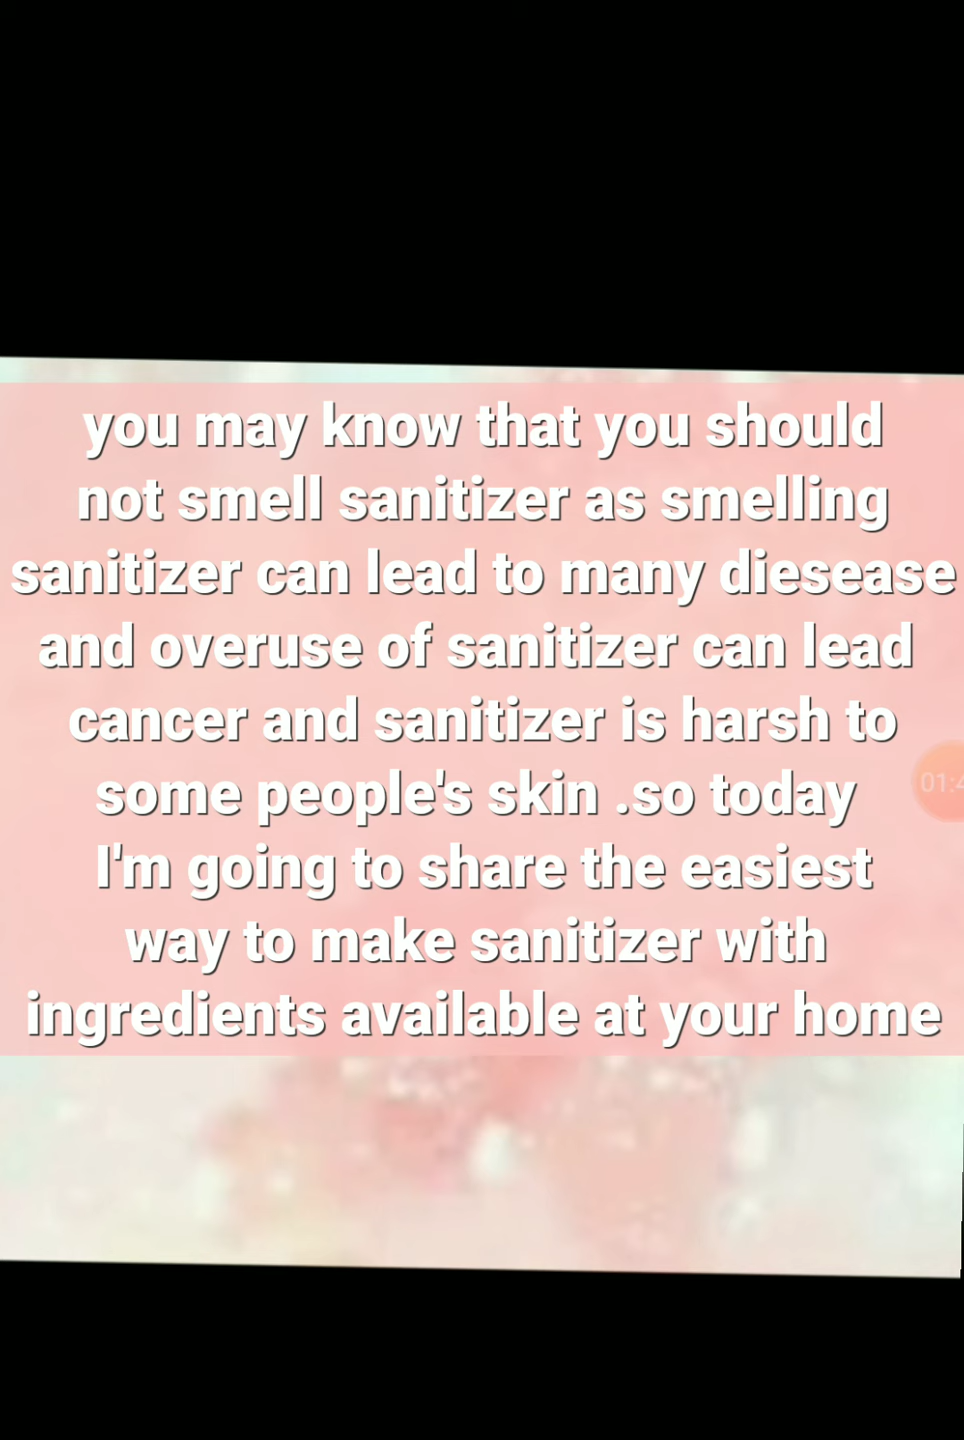 you may know that you should
not smell sanitizer as smelling
sanitizer can lead to many diesease
and overuse of sanitizer can lead
cancer and sanitizer is harsh to
some people's skin .so today
I'm going to share the easiest
way to make sanitizer with
ingredients available at your home